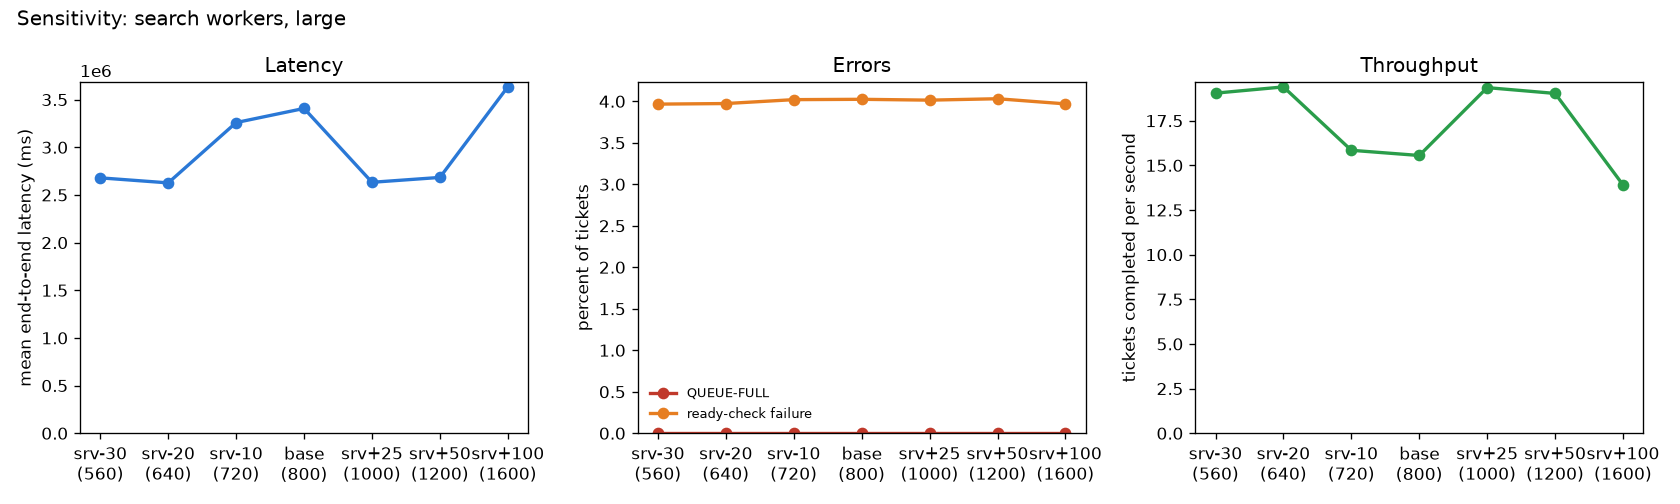 Sensitivity: search workers, large
Latency
1e6
mean end-to-end latency (ms)
3.5
3.0
2.5
2.0
1.5
1.0
0.5
0.0
srv-30 srv-20 srv-10 base srv+25 srv+50 srv+100
(560) (640) (720) (800) (1000) (1200) (1600)
Errors
percent of tickets
4.0
3.5
3.0
2.5
2.0
1.5
1.0
0.5
0.0
QUEUE-FULL
ready-check failure
srv-30 srv-20 srv-10 base srv+25 srv+50 srv+100
(560) (640) (720) (800) (1000) (1200) (1600)
Throughput
tickets completed per second
17.5
15.0
12.5
10.0
7.5
5.0
2.5
0.0
srv-30 srv-20 srv-10 base srv+25 srv+50 srv+100
(560) (640) (720) (800) (1000) (1200) (1600)